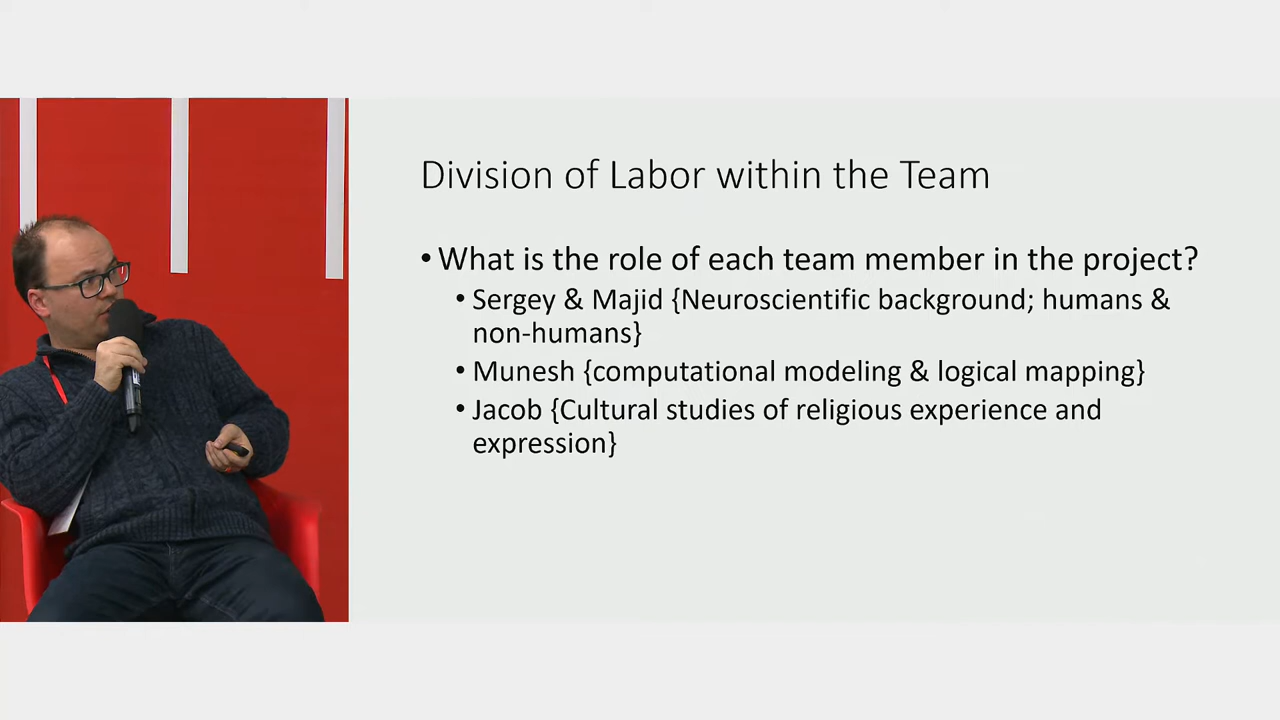 Division of Labor within the Team
• What is the role of each team member in the project?
• Sergey & Majid {Neuroscientific background; humans &
non-humans}
• Munesh {computational modeling & logical mapping}
• Jacob {Cultural studies of religious experience and
expression}